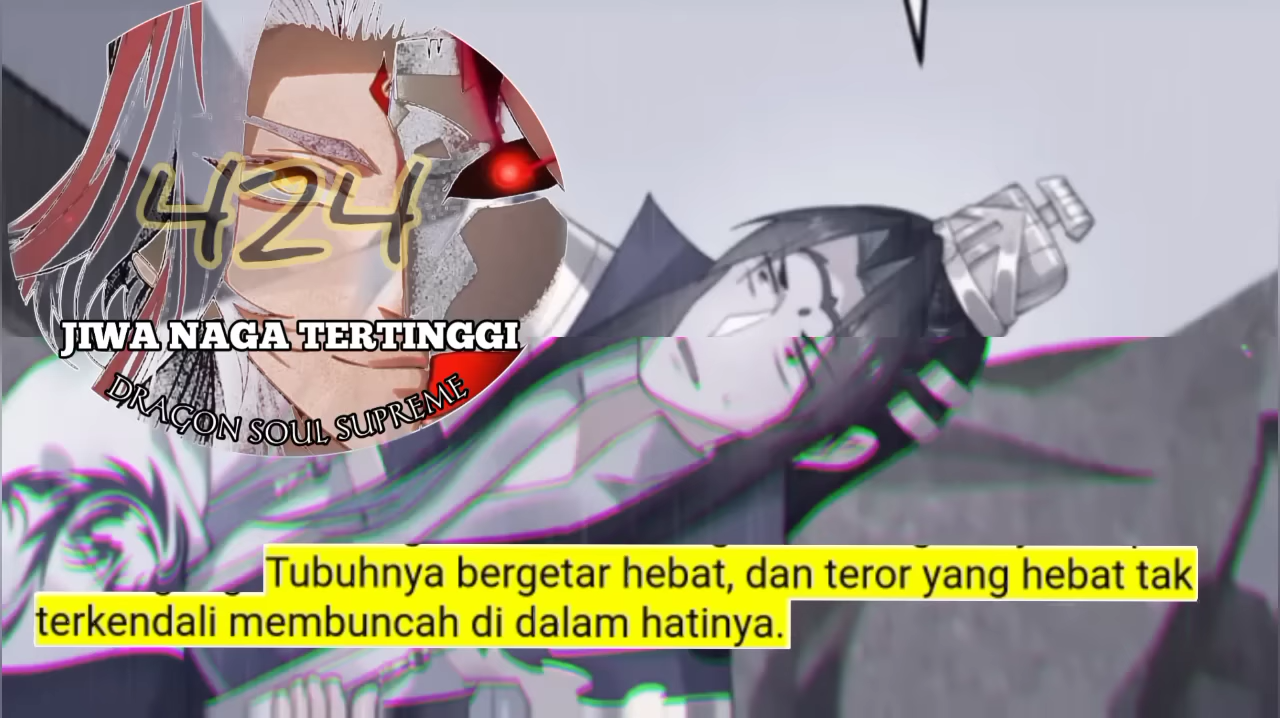 424
JIWA NAGA TERTINGGI
DRAGON SOUL SUPREME
Tubuhnya bergetar hebat, dan teror yang hebat tak
terkendali membuncah di dalam hatinya.